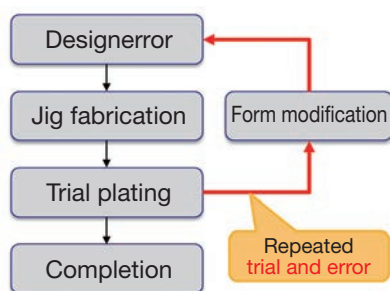 Designerror
Jig fabrication
Form modification
Trial plating
Repeated
trial and error
Completion